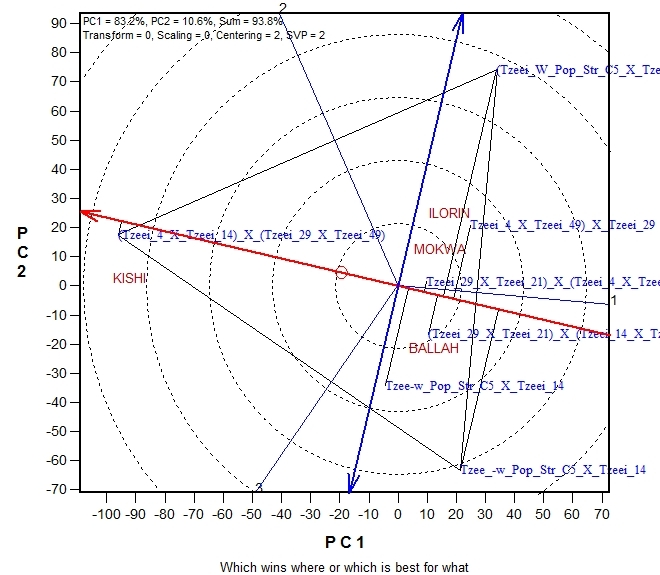 PC1 = 83.2%, PC2 = 10.6%, Sum = 93.8%
Transform = 0, Scaling = 0, Centering = 2, SVP = 2
2
90
80
70
60
50
40
30
20
10
0
-10
-20
-30
-40
-50
-60
-70
P
C
2
(Tzeei_W_Pop_Str_C5_X_Tze
ILORIN
Tzeei_4_X_Tzeei_49)_X_Tzeei_29
(Tzeei_4_X_Tzeei_14)_X_(Tzeei_29_X_Tzeei_49)
MOKWA
KISHI
Tzeei_29_X_Tzeei_21)_X_(Tzeei_4_X_Tzeei
1
(Tzeei_29_X_Tzeei_21)_X_(Tzeei_14_X_Tz
BALLAH
Tzee-w_Pop_Str_C5_X_Tzeei_14
Tzee_-w_Pop_Str_C5_X_Tzeei_14
3
-100 -90 -80 -70 -60 -50 -40 -30 -20 -10 0 10 20 30 40 50 60 70
P C 1
Which wins where or which is best for what